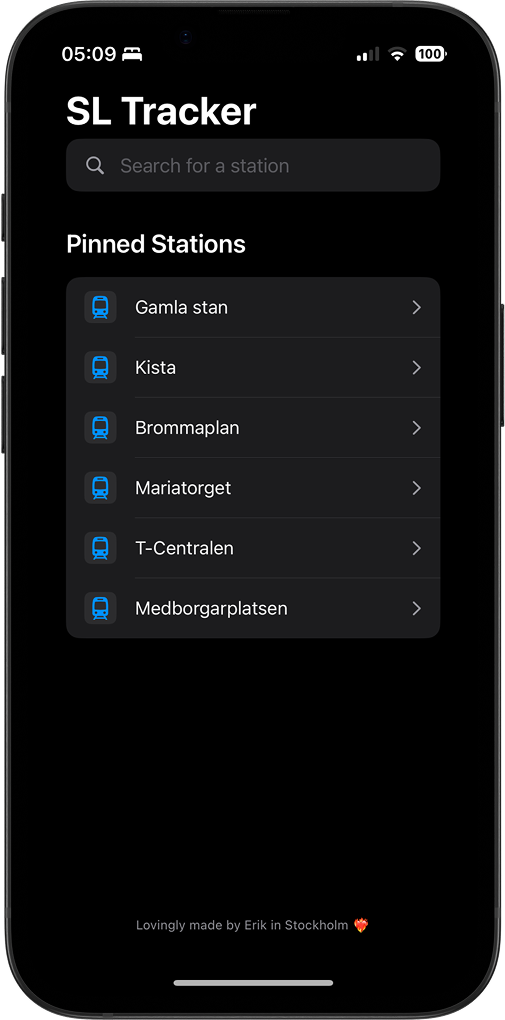 05:09
100
SL Tracker
Search for a station
Pinned Stations
Gamla stan
Kista
Brommaplan
Mariatorget
T-Centralen
Medborgarplatsen
Lovingly made by Erik in Stockholm ❤️‍🔥